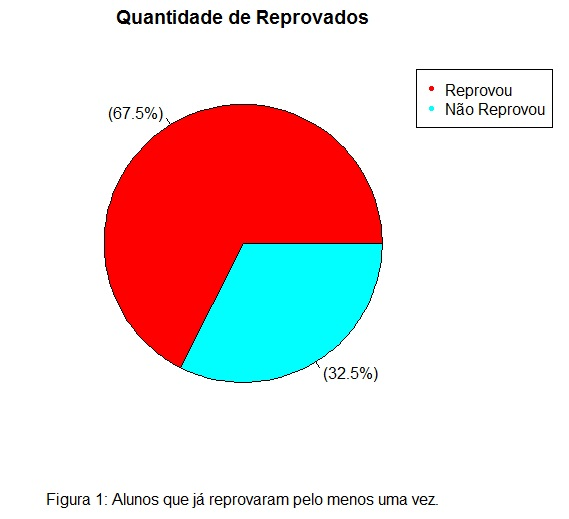 Quantidade de Reprovados
Reprovou
Não Reprovou
(67.5%)
(32.5%)
Figura 1: Alunos que já reprovaram pelo menos uma vez.